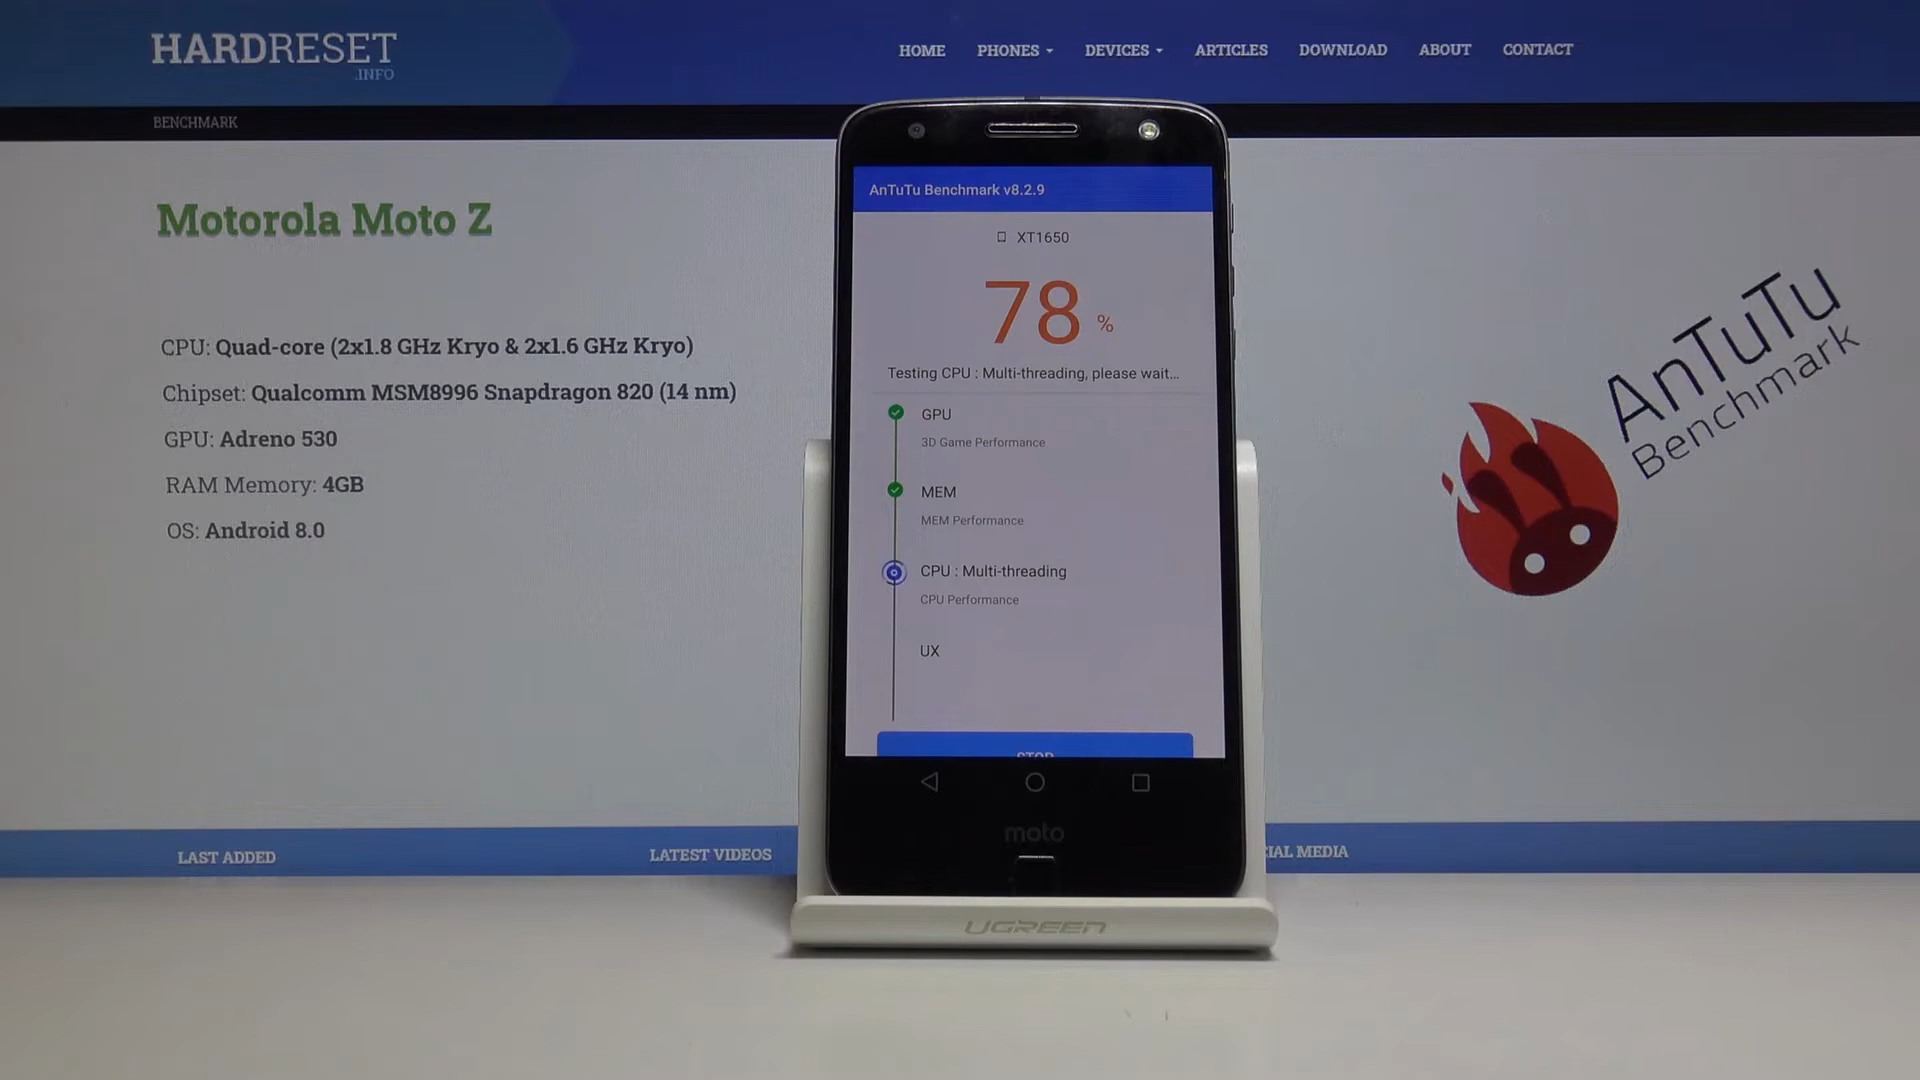 HARDRESET
.INFO
HOME PHONES DEVICES ARTICLES DOWNLOAD ABOUT CONTACT
BENCHMARK
Motorola Moto Z
CPU: Quad-core (2x1.8 GHz Kryo & 2x1.6 GHz Kryo)
Chipset: Qualcomm MSM8996 Snapdragon 820 (14 nm)
GPU: Adreno 530
RAM Memory: 4GB
OS: Android 8.0
AnTuTu Benchmark v8.2.9
XT1650
78 %
Testing CPU : Multi-threading, please wait...
GPU
3D Game Performance
MEM
MEM Performance
CPU : Multi-threading
CPU Performance
UX
STOP
moto
AnTuTu
Benchmark
LAST ADDED
LATEST VIDEOS
IAL MEDIA
UGREEN